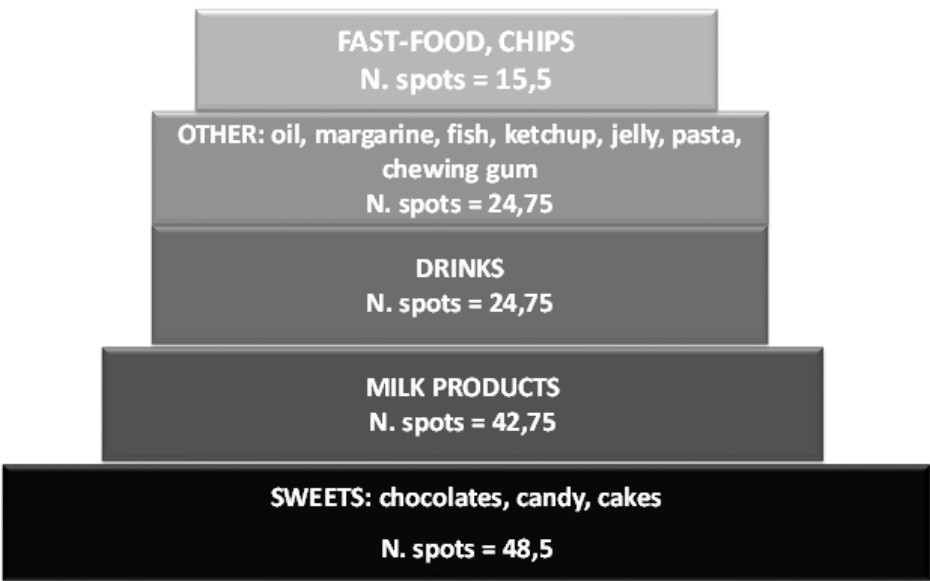 FAST-FOOD, CHIPS
N. spots = 15,5
OTHER: oil, margarine, fish, ketchup, jelly, pasta,
chewing gum
N. spots = 24,75
DRINKS
N. spots = 24,75
MILK PRODUCTS
N. spots = 42,75
SWEETS: chocolates, candy, cakes
N. spots = 48,5